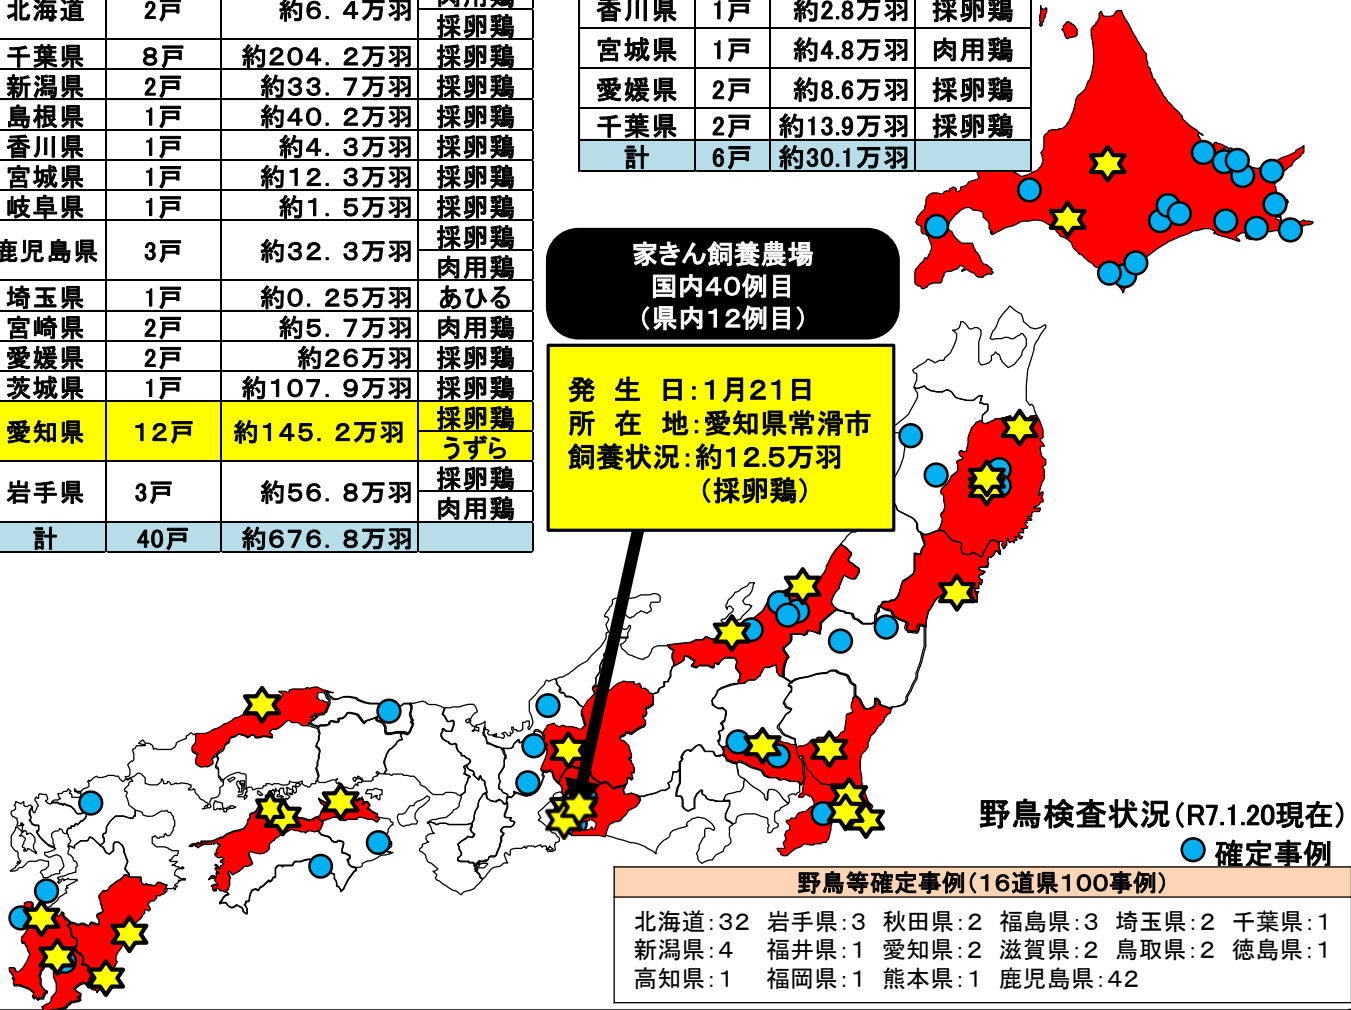 北海道 2戸 約6.4万羽 肉用鶏
採卵鶏
千葉県 8戸 約204.2万羽 採卵鶏
新潟県 2戸 約33.7万羽 採卵鶏
島根県 1戸 約40.2万羽 採卵鶏
香川県 1戸 約4.3万羽 採卵鶏
宮城県 1戸 約12.3万羽 採卵鶏
岐阜県 1戸 約1.5万羽 採卵鶏
鹿児島県 3戸 約32.3万羽 採卵鶏
肉用鶏
埼玉県 1戸 約0.25万羽 あひる
宮崎県 2戸 約5.7万羽 肉用鶏
愛媛県 2戸 約26万羽 採卵鶏
茨城県 1戸 約107.9万羽 採卵鶏
愛知県 12戸 約145.2万羽 採卵鶏
うずら
岩手県 3戸 約56.8万羽 採卵鶏
肉用鶏
計 40戸 約676.8万羽
香川県 1戸 約2.8万羽 採卵鶏
宮城県 1戸 約4.8万羽 肉用鶏
愛媛県 2戸 約8.6万羽 採卵鶏
千葉県 2戸 約13.9万羽 採卵鶏
計 6戸 約30.1万羽
家きん飼養農場
国内40例目
（県内12例目）
発生日：1月21日
所在地：愛知県常滑市
飼養状況：約12.5万羽
（採卵鶏）
野鳥検査状況（R7.1.20現在）
確定事例
野鳥等確定事例（16道県100事例）
北海道：32 岩手県：3 秋田県：2 福島県：3 埼玉県：2 千葉県：1
新潟県：4 福井県：1 愛知県：2 滋賀県：2 鳥取県：2 徳島県：1
高知県：1 福岡県：1 熊本県：1 鹿児島県：42